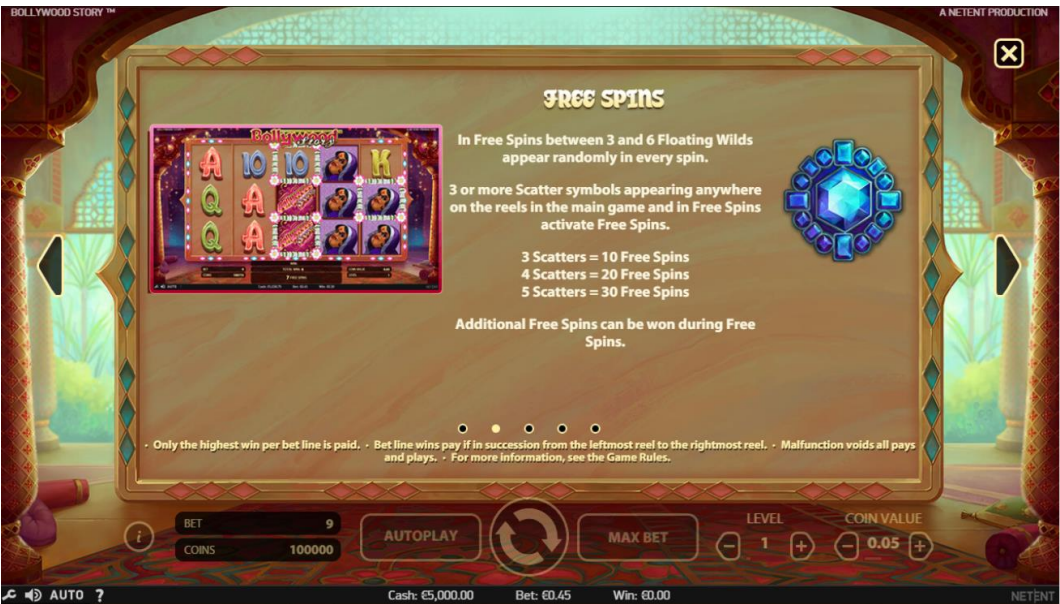 BOLLYWOOD STORY ™
A NETENT PRODUCTION
FREE SPINS
Bollywood
A 10 10 K
Q A
Q A
In Free Spins between 3 and 6 Floating Wilds
appear randomly in every spin.
3 or more Scatter symbols appearing anywhere
on the reels in the main game and in Free Spins
activate Free Spins.
3 Scatters = 10 Free Spins
4 Scatters = 20 Free Spins
5 Scatters = 30 Free Spins
Additional Free Spins can be won during Free
Spins.
· Only the highest win per bet line is paid. · Bet line wins pay if in succession from the leftmost reel to the rightmost reel. · Malfunction voids all pays
and plays. · For more information, see the Game Rules.
BET 9
COINS 100000
AUTOPLAY
MAX BET
LEVEL
1
COIN VALUE
0.05
AUTO ?
Cash: €5,000.00 Bet: €0.45 Win: €0.00
NETENT